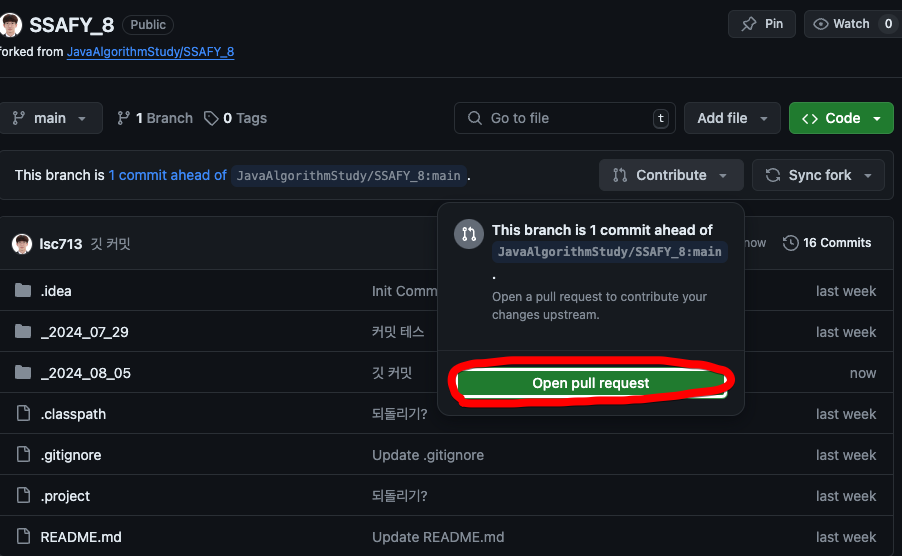 SSAFY_8 Public Pin Watch 0
forked from JavaAlgorithmStudy/SSAFY_8
main 1 Branch 0 Tags Go to file t Add file Code
This branch is 1 commit ahead of JavaAlgorithmStudy/SSAFY_8:main. Contribute Sync fork
This branch is 1 commit ahead of
JavaAlgorithmStudy/SSAFY_8:main
.
Open a pull request to contribute your
changes upstream.
Open pull request
lsc713 깃 커밋 now 16 Commits
.idea Init Comm last week
_2024_07_29 커밋 테스 last week
_2024_08_05 깃 커밋 now
.classpath 되돌리기? last week
.gitignore Update .gitignore last week
.project 되돌리기? last week
README.md Update README.md last week